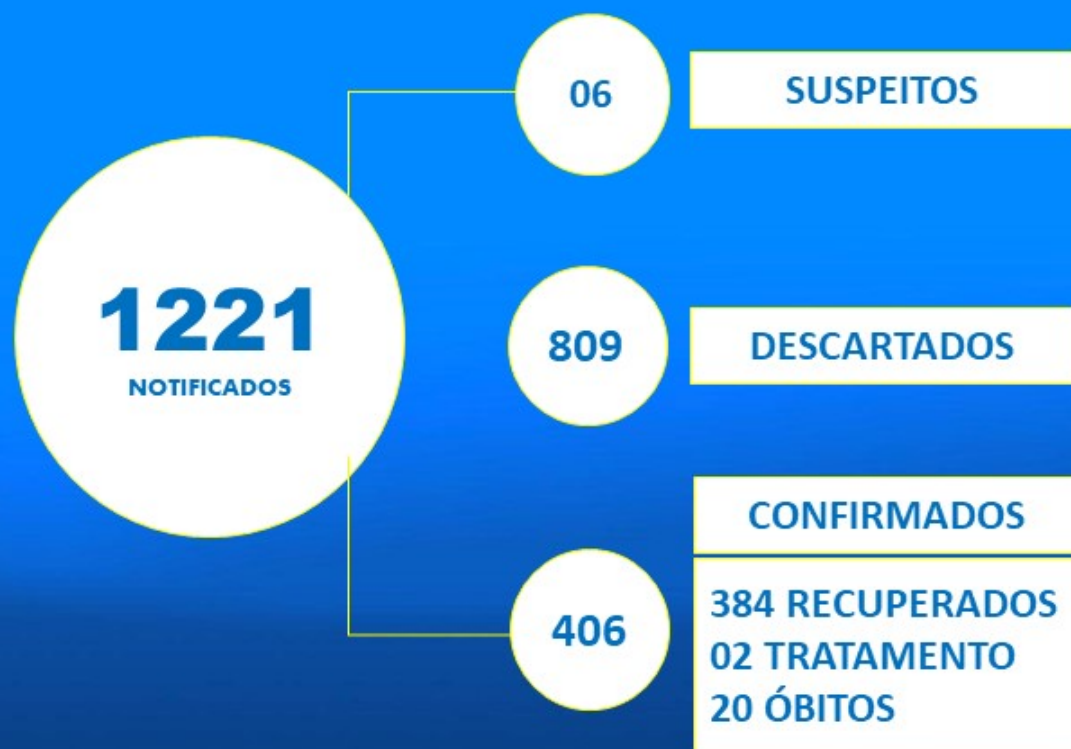 1221
NOTIFICADOS
06
SUSPEITOS
809
DESCARTADOS
406
CONFIRMADOS
384 RECUPERADOS
02 TRATAMENTO
20 ÓBITOS